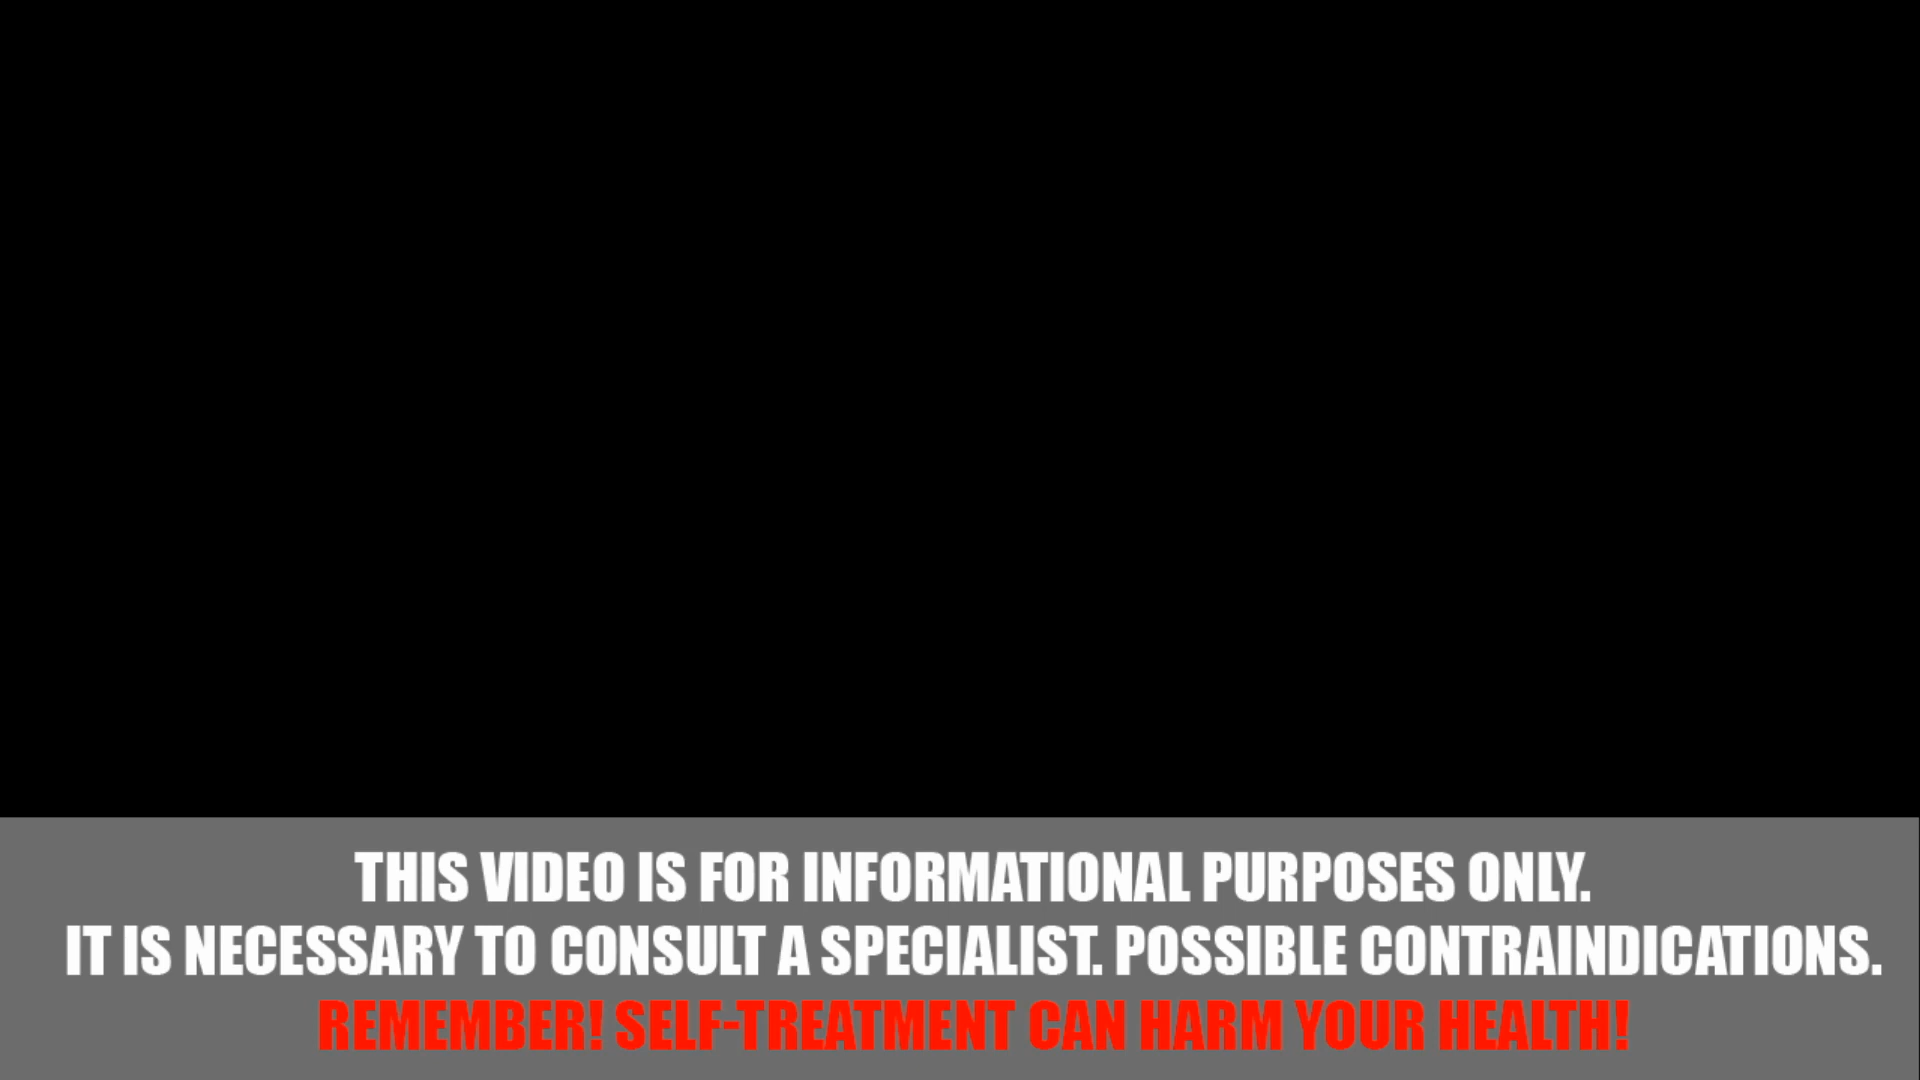 THIS VIDEO IS FOR INFORMATIONAL PURPOSES ONLY.
IT IS NECESSARY TO CONSULT A SPECIALIST. POSSIBLE CONTRAINDICATIONS.
REMEMBER! SELF-TREATMENT CAN HARM YOUR HEALTH!